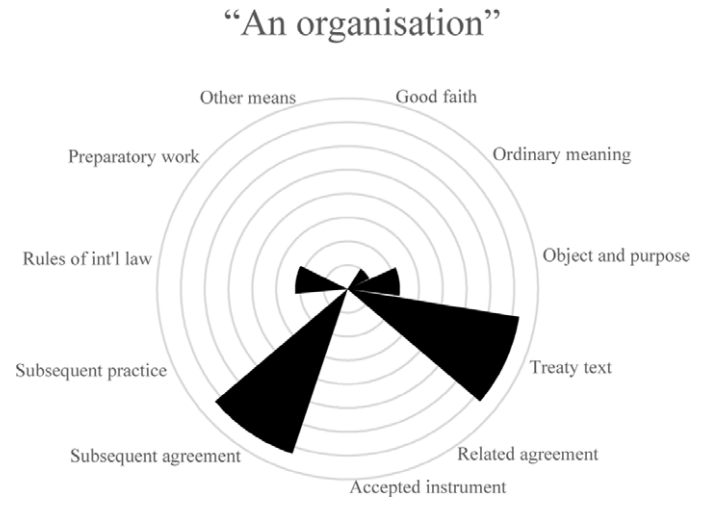 “An organisation”
Other means
Good faith
Preparatory work
Ordinary meaning
Rules of int'l law
Object and purpose
Subsequent practice
Treaty text
Subsequent agreement
Related agreement
Accepted instrument